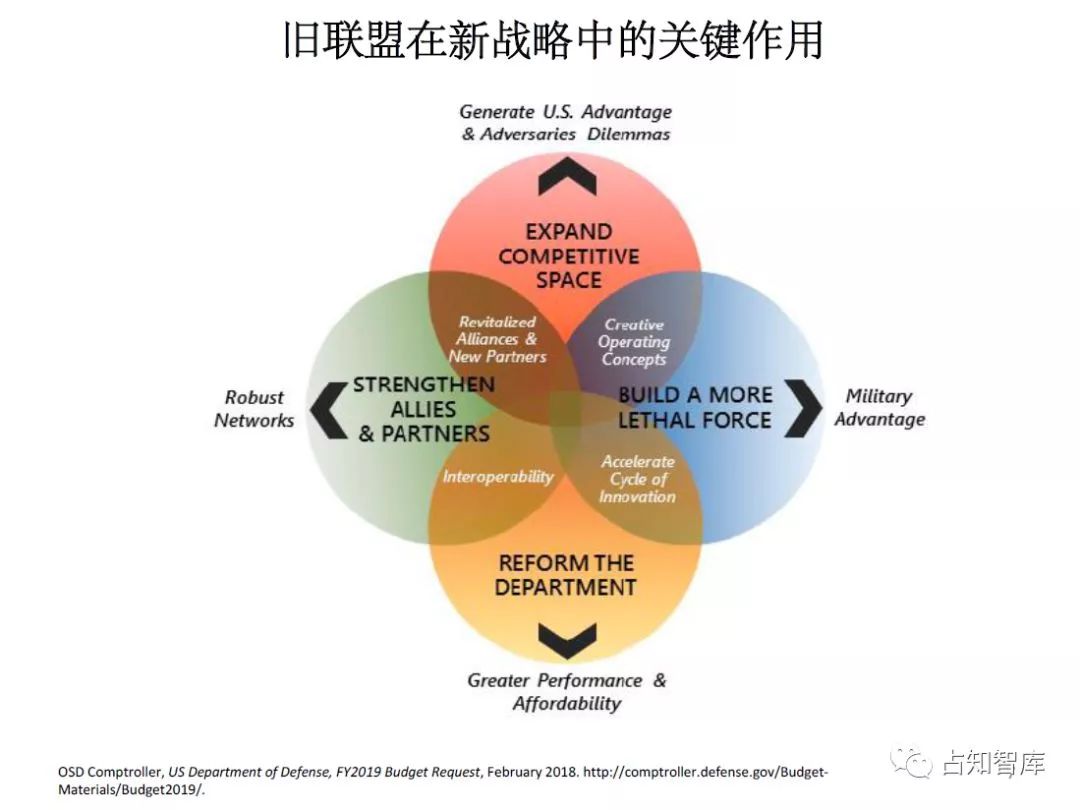 旧联盟在新战略中的关键作用
Generate U.S. Advantage
& Adversaries Dilemmas
EXPAND
COMPETITIVE
SPACE
Revitalized
Alliances &
New Partners
Creative
Operating
Concepts
Robust
Networks
STRENGTHEN
ALLIES
& PARTNERS
BUILD A MORE
LETHAL FORCE
Military
Advantage
Interoperability
Accelerate
Cycle of
Innovation
REFORM THE
DEPARTMENT
Greater Performance &
Affordability
OSD Comptroller, US Department of Defense, FY2019 Budget Request, February 2018. http://comptroller.defense.gov/Budget-
Materials/Budget2019/.
占知智库